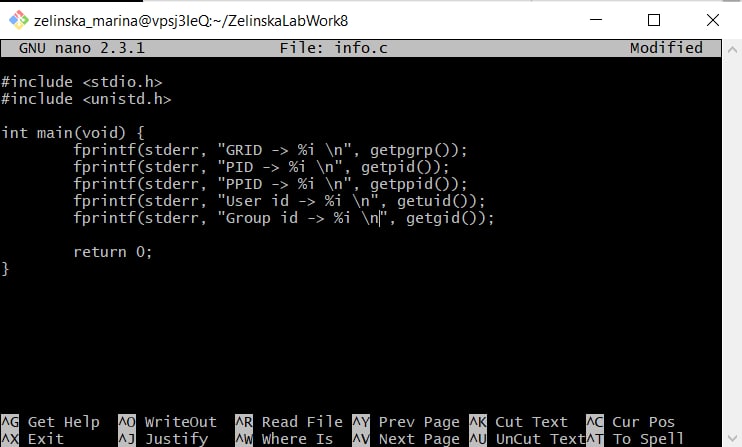 zelinska_marina@vpsj3IeQ:~/ZelinskaLabWork8
GNU nano 2.3.1 File: info.c Modified
#include <stdio.h>
#include <unistd.h>
int main(void) {
fprintf(stderr, "GRID -> %i \n", getpgrp());
fprintf(stderr, "PID -> %i \n", getpid());
fprintf(stderr, "PPID -> %i \n", getppid());
fprintf(stderr, "User id -> %i \n", getuid());
fprintf(stderr, "Group id -> %i \n", getgid());
return 0;
}
^G Get Help ^O WriteOut ^R Read File ^Y Prev Page ^K Cut Text ^C Cur Pos
^X Exit ^J Justify ^W Where Is ^V Next Page ^U UnCut Text ^T To Spell